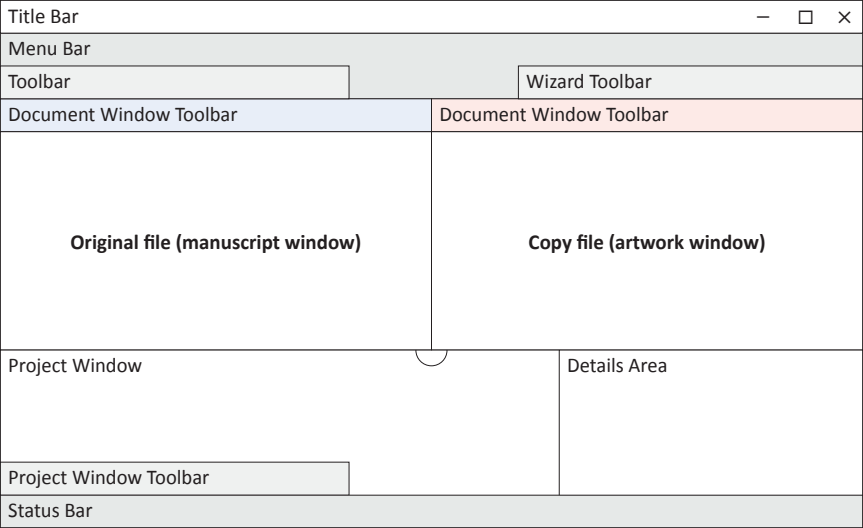 Title Bar
Menu Bar
Toolbar
Wizard Toolbar
Document Window Toolbar
Document Window Toolbar
Original file (manuscript window)
Copy file (artwork window)
Project Window
Details Area
Project Window Toolbar
Status Bar